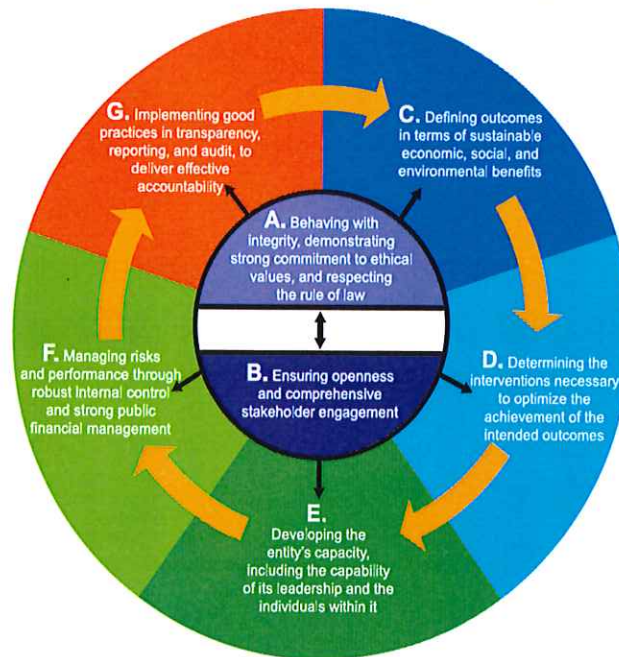 G. Implementing good
practices in transparency,
reporting, and audit, to
deliver effective
accountability
C. Defining outcomes
in terms of sustainable
economic, social, and
environmental benefits
A. Behaving with
integrity, demonstrating
strong commitment to ethical
values, and respecting
the rule of law
B. Ensuring openness
and comprehensive
stakeholder engagement
D. Determining the
interventions necessary
to optimize the
achievement of the
intended outcomes
F. Managing risks
and performance through
robust internal control
and strong public
financial management
E.
Developing the
entity's capacity,
including the capability
of its leadership and the
individuals within it